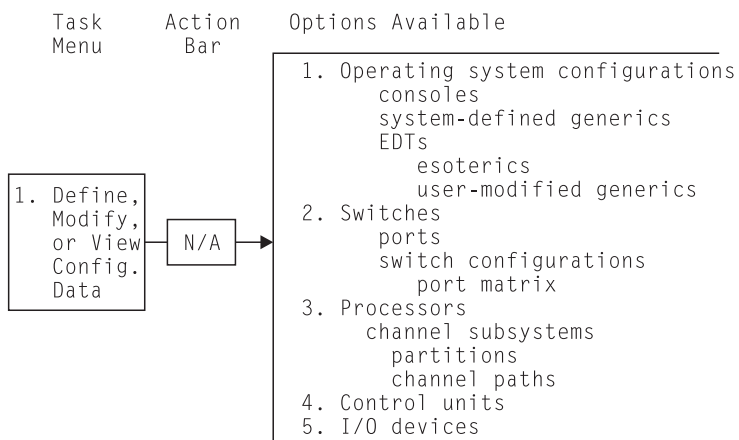 Task Action Options Available
Menu Bar
1. Operating system configurations
consoles
system-defined generics
EDTs
esoterics
user-modified generics
1. Define,
Modify,
or View
Config.
Data
N/A
2. Switches
ports
switch configurations
port matrix
3. Processors
channel subsystems
partitions
channel paths
4. Control units
5. I/O devices